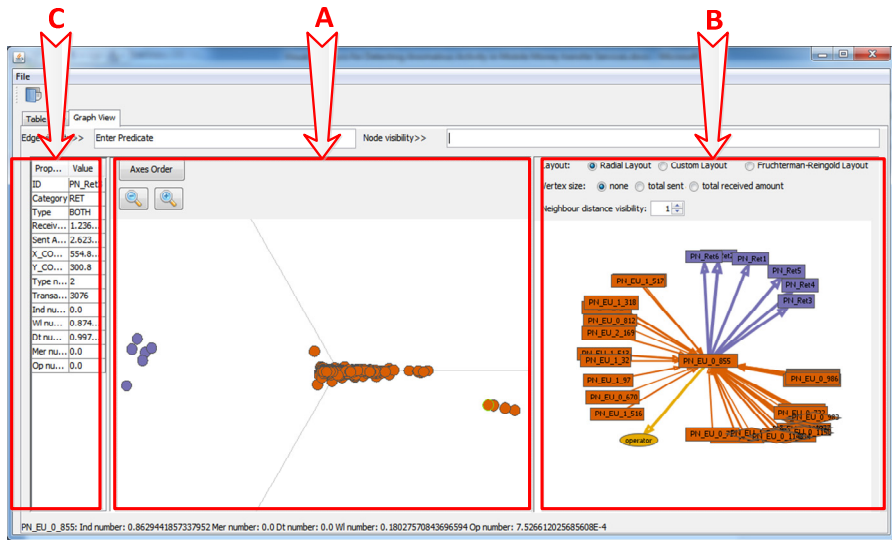 C
A
B
File
Table
Graph View
Edge
>>
Enter Predicate
Node visibility>>
Prop...
Value
ID
PN_Ret
Category
RET
Type
BOTH
Receiv...
1.236...
Sent A...
2.623...
X_CO...
554.8...
Y_CO...
300.8
Type n...
2
Transa...
3076
Ind nu...
0.0
Wl nu...
0.874...
Dt nu...
0.997...
Mer nu...
0.0
Op nu...
0.0
Axes Order
Layout:
Radial Layout
Custom Layout
Fruchterman-Reingold Layout
Vertex size:
none
total sent
total received amount
Neighbour distance visibility:
1
PN_Ret6
PN_Ret1
PN_Ret5
PN_Ret4
PN_Ret3
PN_EU_1_517
PN_EU_1_318
PN_EU_0_812
PN_EU_2_169
PN_EU_1_32
PN_EU_1_97
PN_EU_0_670
PN_EU_1_516
PN_EU_0_855
PN_EU_0_986
operator
PN_EU_0_855: Ind number: 0.8629441857337952 Mer number: 0.0 Dt number: 0.0 Wl number: 0.18027570843696594 Op number: 7.526612025685608E-4